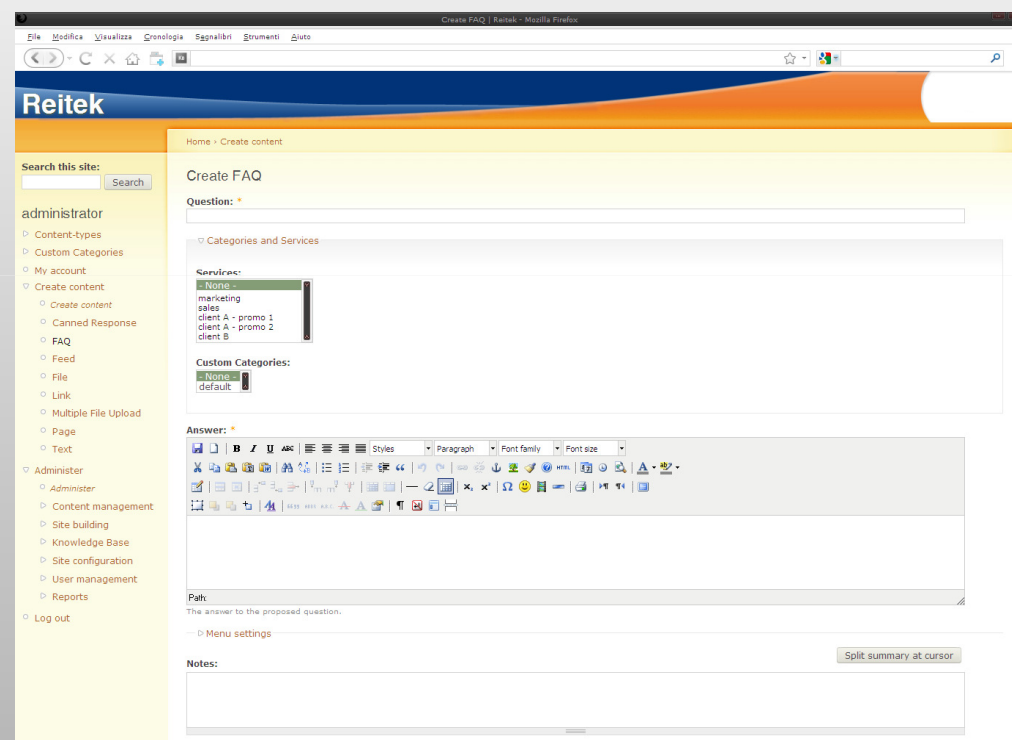 Create FAQ | Reitek - Mozilla Firefox
File Modifica Visualizza Cronologia Segnalibri Strumenti Aiuto
Reitek
Home › Create content
Search this site:
Search
administrator
Content-types
Custom Categories
My account
Create content
Create content
Canned Response
FAQ
Feed
File
Link
Multiple File Upload
Page
Text
Administer
Administer
Content management
Site building
Knowledge Base
Site configuration
User management
Reports
Log out
Create FAQ
Question: *
Categories and Services
Services:
- None -
marketing
sales
client A - promo 1
client A - promo 2
client B
Custom Categories:
- None -
default
Answer: *
B I U ABC Styles Paragraph Font family Font size
HTML
Path:
The answer to the proposed question.
Menu settings
Split summary at cursor
Notes: